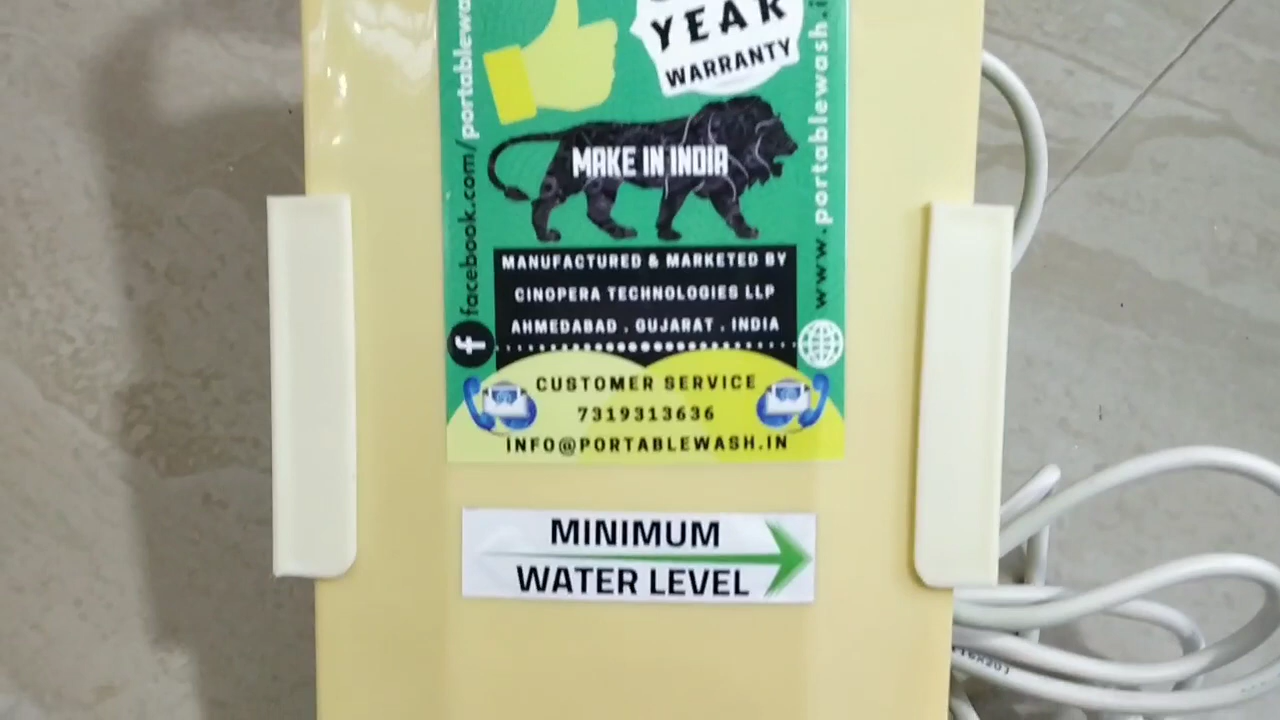 YEAR
WARRANTY
MAKE IN INDIA
MANUFACTURED & MARKETED BY
CINOPERA TECHNOLOGIES LLP
AHMEDABAD . GUJARAT . INDIA
facebook.com/portablewa
www.portablewash.i
CUSTOMER SERVICE
7319313636
INFO@PORTABLEWASH.IN
MINIMUM
WATER LEVEL